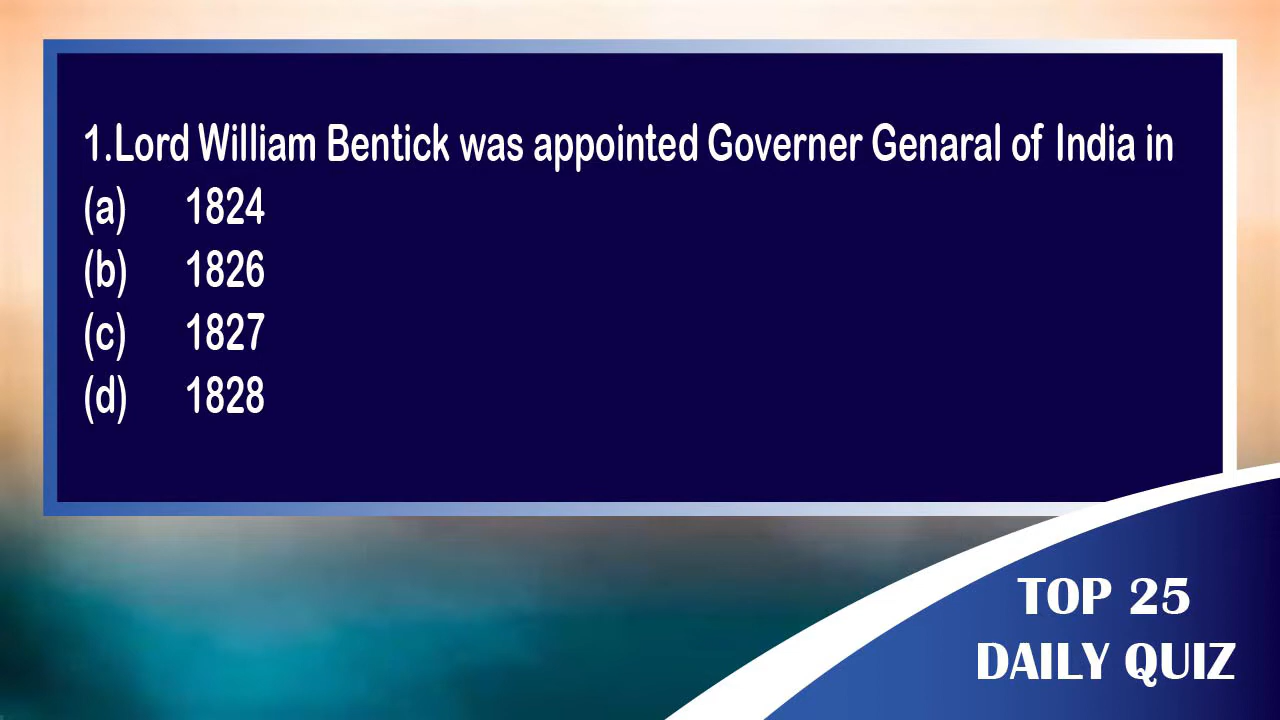 1.Lord William Bentick was appointed Governer Genaral of India in
(a) 1824
(b) 1826
(c) 1827
(d) 1828
TOP 25
DAILY QUIZ